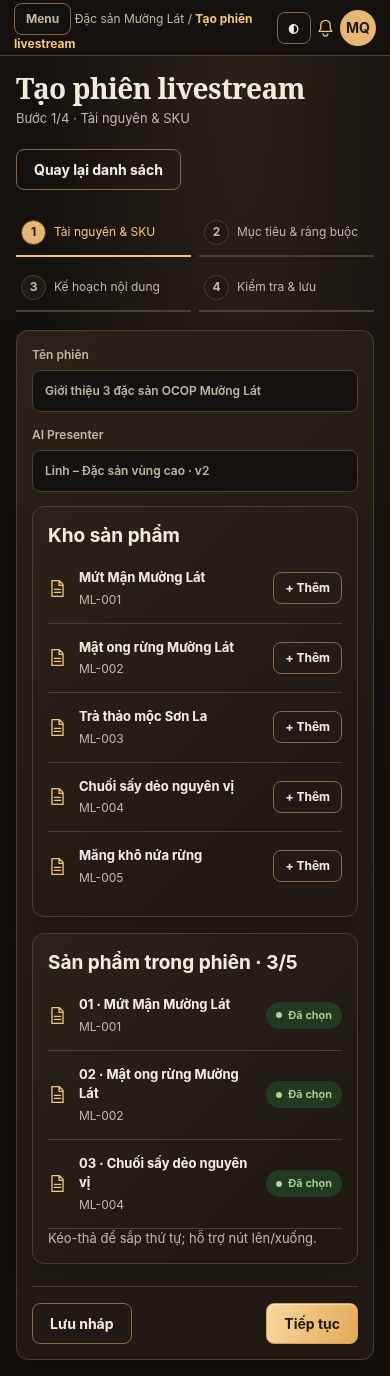 Menu Đặc sản Mường Lát / Tạo phiên
livestream
MQ
Tạo phiên livestream
Bước 1/4 · Tài nguyên & SKU
Quay lại danh sách
1 Tài nguyên & SKU
2 Mục tiêu & ràng buộc
3 Kế hoạch nội dung
4 Kiểm tra & lưu
Tên phiên
Giới thiệu 3 đặc sản OCOP Mường Lát
AI Presenter
Linh – Đặc sản vùng cao · v2
Kho sản phẩm
Mứt Mận Mường Lát
ML-001
+ Thêm
Mật ong rừng Mường Lát
ML-002
+ Thêm
Trà thảo mộc Sơn La
ML-003
+ Thêm
Chuối sấy dẻo nguyên vị
ML-004
+ Thêm
Măng khô nứa rừng
ML-005
+ Thêm
Sản phẩm trong phiên · 3/5
01 · Mứt Mận Mường Lát
ML-001
Đã chọn
02 · Mật ong rừng Mường
Lát
ML-002
Đã chọn
03 · Chuối sấy dẻo nguyên
vị
ML-004
Đã chọn
Kéo-thả để sắp thứ tự; hỗ trợ nút lên/xuống.
Lưu nháp
Tiếp tục